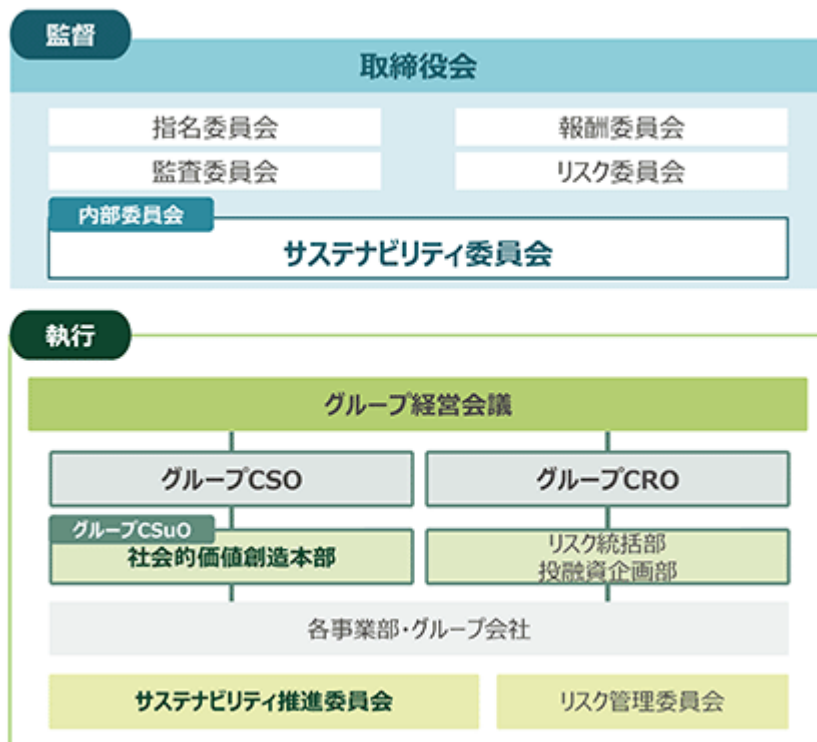 監督
取締役会
指名委員会
報酬委員会
監査委員会
リスク委員会
内部委員会
サステナビリティ委員会
執行
グループ経営会議
グループCSO
グループCRO
グループCSuO
社会的価値創造本部
リスク統括部
投融資企画部
各事業部・グループ会社
サステナビリティ推進委員会
リスク管理委員会